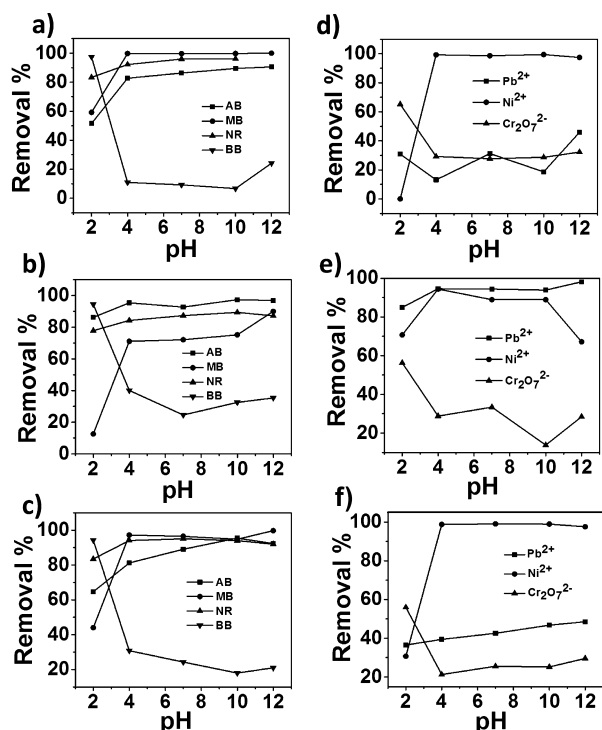 a)
Removal %
100
80
60
40
20
0
AB
MB
NR
BB
2 4 6 8 10 12
pH
b)
Removal %
100
80
60
40
20
0
AB
MB
NR
BB
2 4 6 8 10 12
pH
c)
Removal %
100
80
60
40
20
AB
MB
NR
BB
2 4 6 8 10 12
pH
d)
Removal %
100
80
60
40
20
0
Pb²⁺
Ni²⁺
Cr₂O₇²⁻
2 4 6 8 10 12
pH
e)
Removal %
100
80
60
40
20
Pb²⁺
Ni²⁺
Cr₂O₇²⁻
2 4 6 8 10 12
pH
f)
Removal %
100
80
60
40
20
Pb²⁺
Ni²⁺
Cr₂O₇²⁻
2 4 6 8 10 12
pH